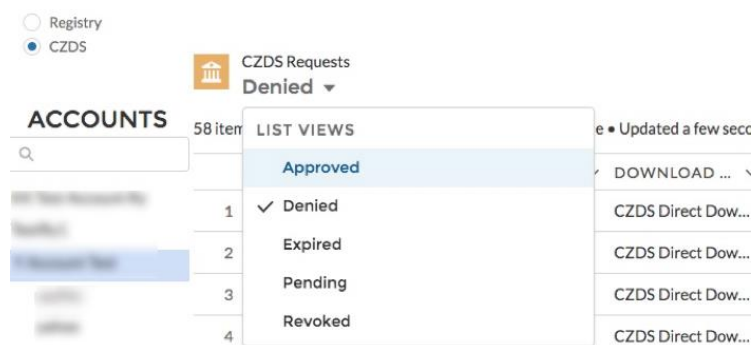 Registry
CZDS
CZDS Requests
Denied
ACCOUNTS
58 item
LIST VIEWS
e • Updated a few seco
Approved
DOWNLOAD ...
1
Denied
CZDS Direct Dow...
2
Expired
CZDS Direct Dow...
3
Pending
CZDS Direct Dow...
4
Revoked
CZDS Direct Dow...